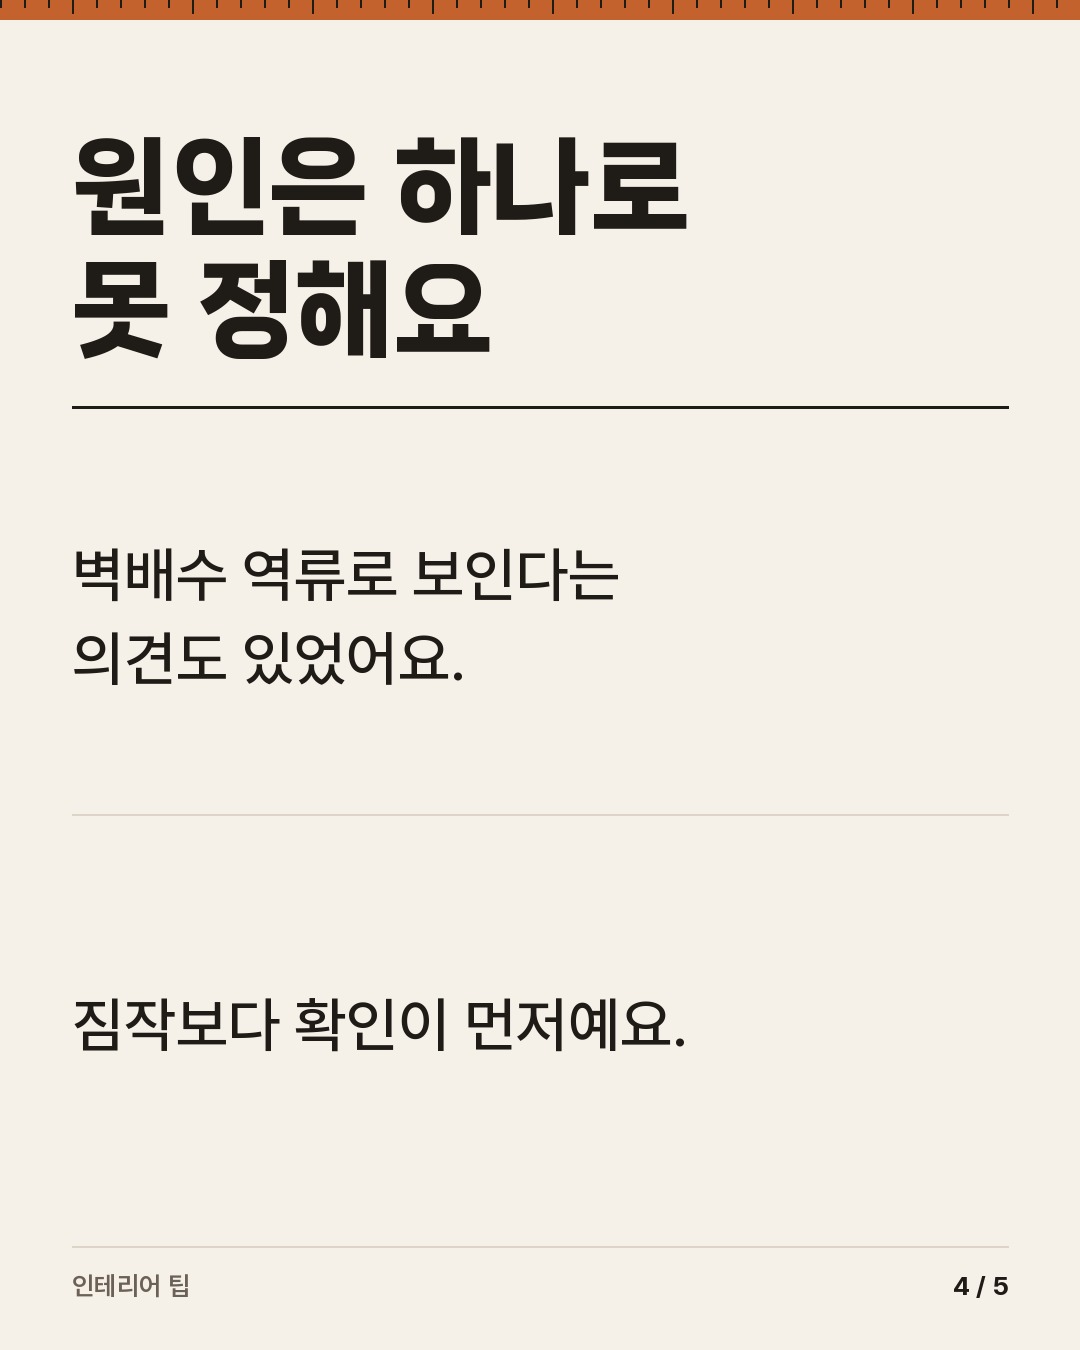 원인은 하나로
못 정해요
벽배수 역류로 보인다는
의견도 있었어요.
짐작보다 확인이 먼저예요.
인테리어 팁
4 / 5